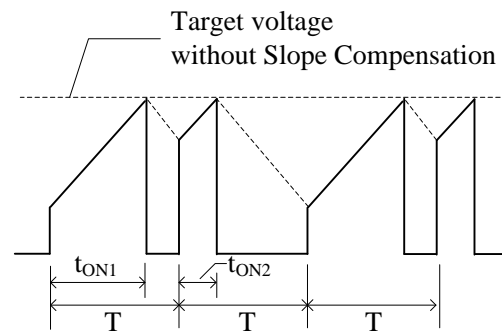 Target voltage
without Slope Compensation
tON1
tON2
T
T
T